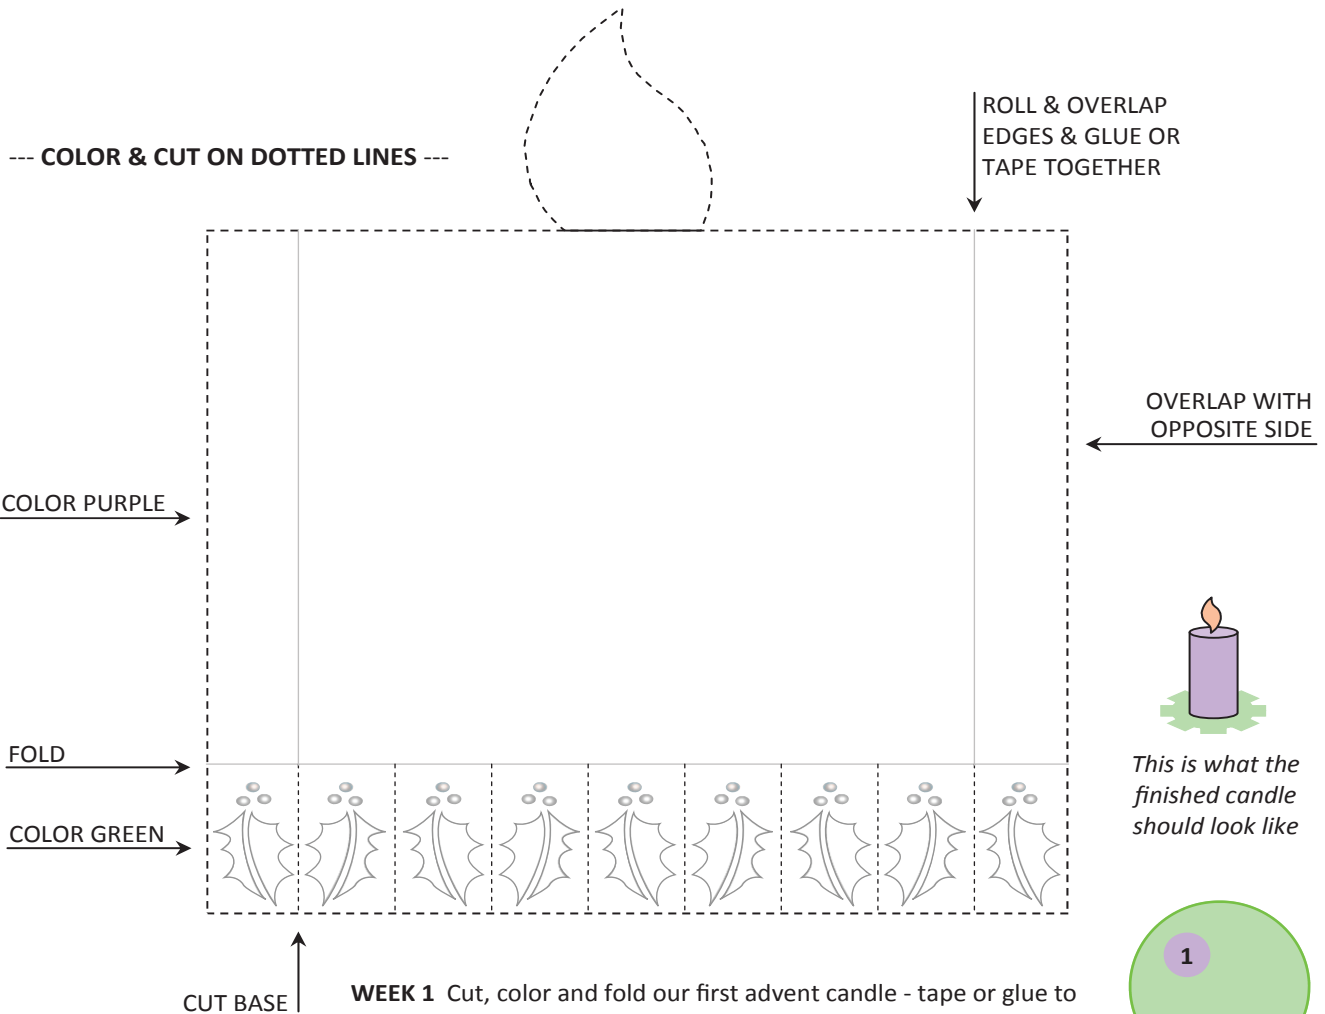 --- COLOR & CUT ON DOTTED LINES ---
ROLL & OVERLAP
EDGES & GLUE OR
TAPE TOGETHER
OVERLAP WITH
OPPOSITE SIDE
COLOR PURPLE
FOLD
COLOR GREEN
This is what the
finished candle
should look like
1
CUT BASE
WEEK 1 Cut, color and fold our first advent candle - tape or glue to